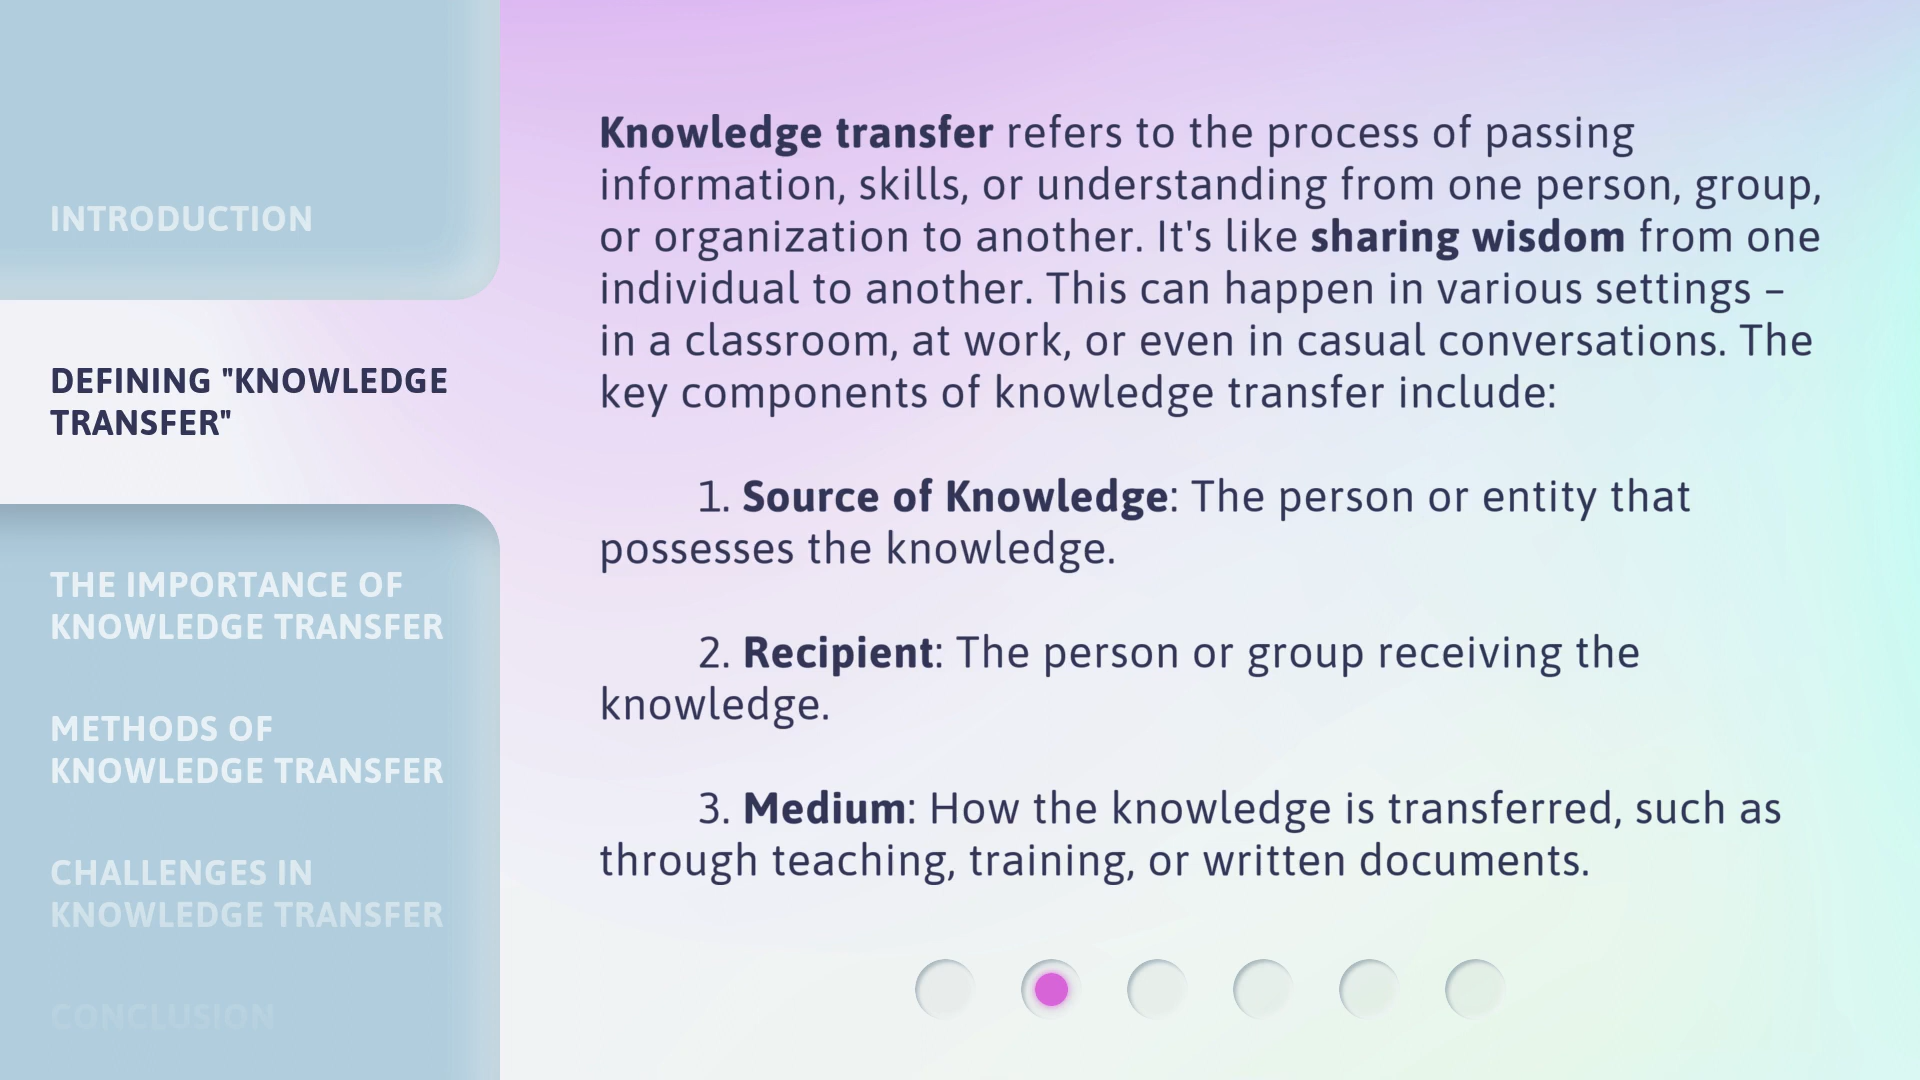 INTRODUCTION
DEFINING "KNOWLEDGE
TRANSFER"
THE IMPORTANCE OF
KNOWLEDGE TRANSFER
METHODS OF
KNOWLEDGE TRANSFER
CHALLENGES IN
KNOWLEDGE TRANSFER
CONCLUSION
Knowledge transfer refers to the process of passing
information, skills, or understanding from one person, group,
or organization to another. It's like sharing wisdom from one
individual to another. This can happen in various settings –
in a classroom, at work, or even in casual conversations. The
key components of knowledge transfer include:
1. Source of Knowledge: The person or entity that
possesses the knowledge.
2. Recipient: The person or group receiving the
knowledge.
3. Medium: How the knowledge is transferred, such as
through teaching, training, or written documents.